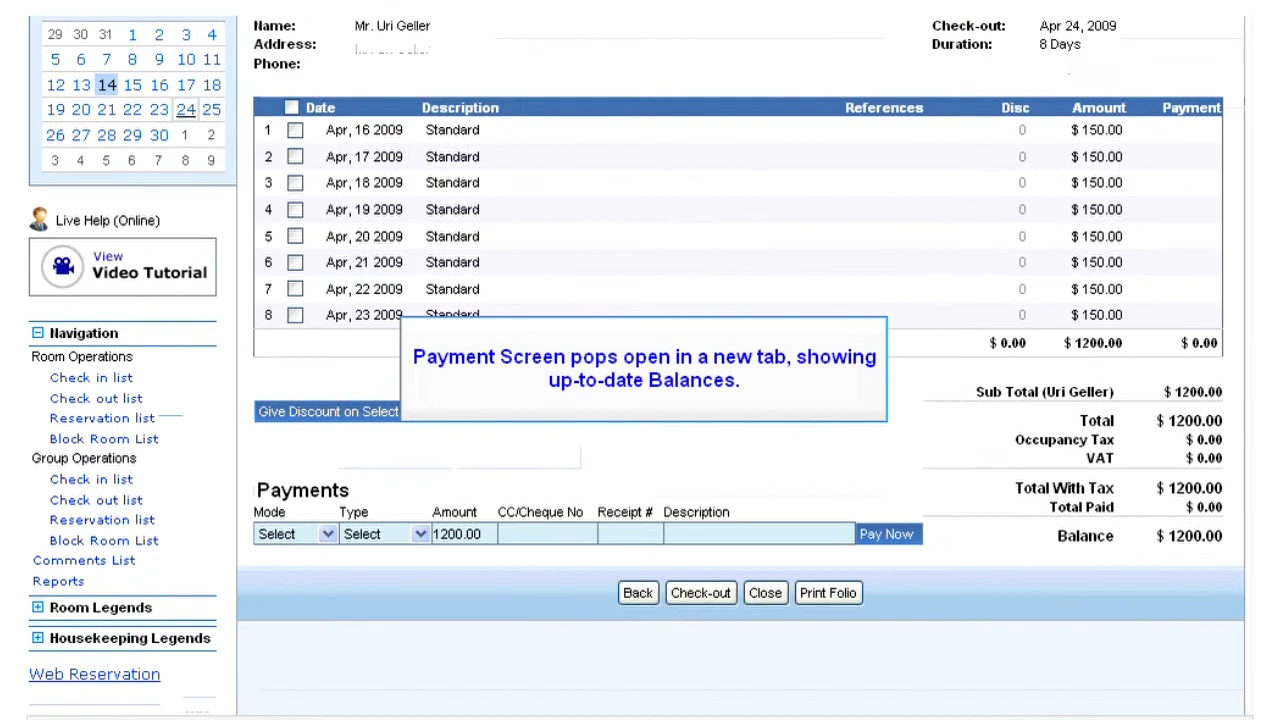 29 30 31 1 2 3 4
5 6 7 8 9 10 11
12 13 14 15 16 17 18
19 20 21 22 23 24 25
26 27 28 29 30 1 2
3 4 5 6 7 8 9
Live Help (Online)
View
Video Tutorial
Navigation
Room Operations
Check in list
Check out list
Reservation list
Block Room List
Group Operations
Check in list
Check out list
Reservation list
Block Room List
Comments List
Reports
Room Legends
Housekeeping Legends
Web Reservation
Name: Mr. Uri Geller Check-out: Apr 24, 2009
Address: Duration: 8 Days
Phone:
Date Description References Disc Amount Payment
1 Apr, 16 2009 Standard 0 $ 150.00
2 Apr, 17 2009 Standard 0 $ 150.00
3 Apr, 18 2009 Standard 0 $ 150.00
4 Apr, 19 2009 Standard 0 $ 150.00
5 Apr, 20 2009 Standard 0 $ 150.00
6 Apr, 21 2009 Standard 0 $ 150.00
7 Apr, 22 2009 Standard 0 $ 150.00
8 Apr, 23 2009 Standard 0 $ 150.00
$ 0.00 $ 1200.00 $ 0.00
Payment Screen pops open in a new tab, showing
up-to-date Balances.
Give Discount on Select
Sub Total (Uri Geller) $ 1200.00
Total $ 1200.00
Occupancy Tax $ 0.00
VAT $ 0.00
Total With Tax $ 1200.00
Total Paid $ 0.00
Balance $ 1200.00
Payments
Mode Type Amount CC/Cheque No Receipt # Description
Select Select 1200.00 Pay Now
Back Check-out Close Print Folio